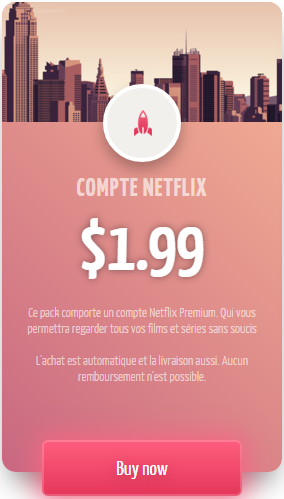 COMPTE NETFLIX
$1.99
Ce pack comporte un compte Netflix Premium. Qui vous
permettra regarder tous vos films et séries sans soucis
L'achat est automatique et la livraison aussi. Aucun
remboursement n'est possible.
Buy now